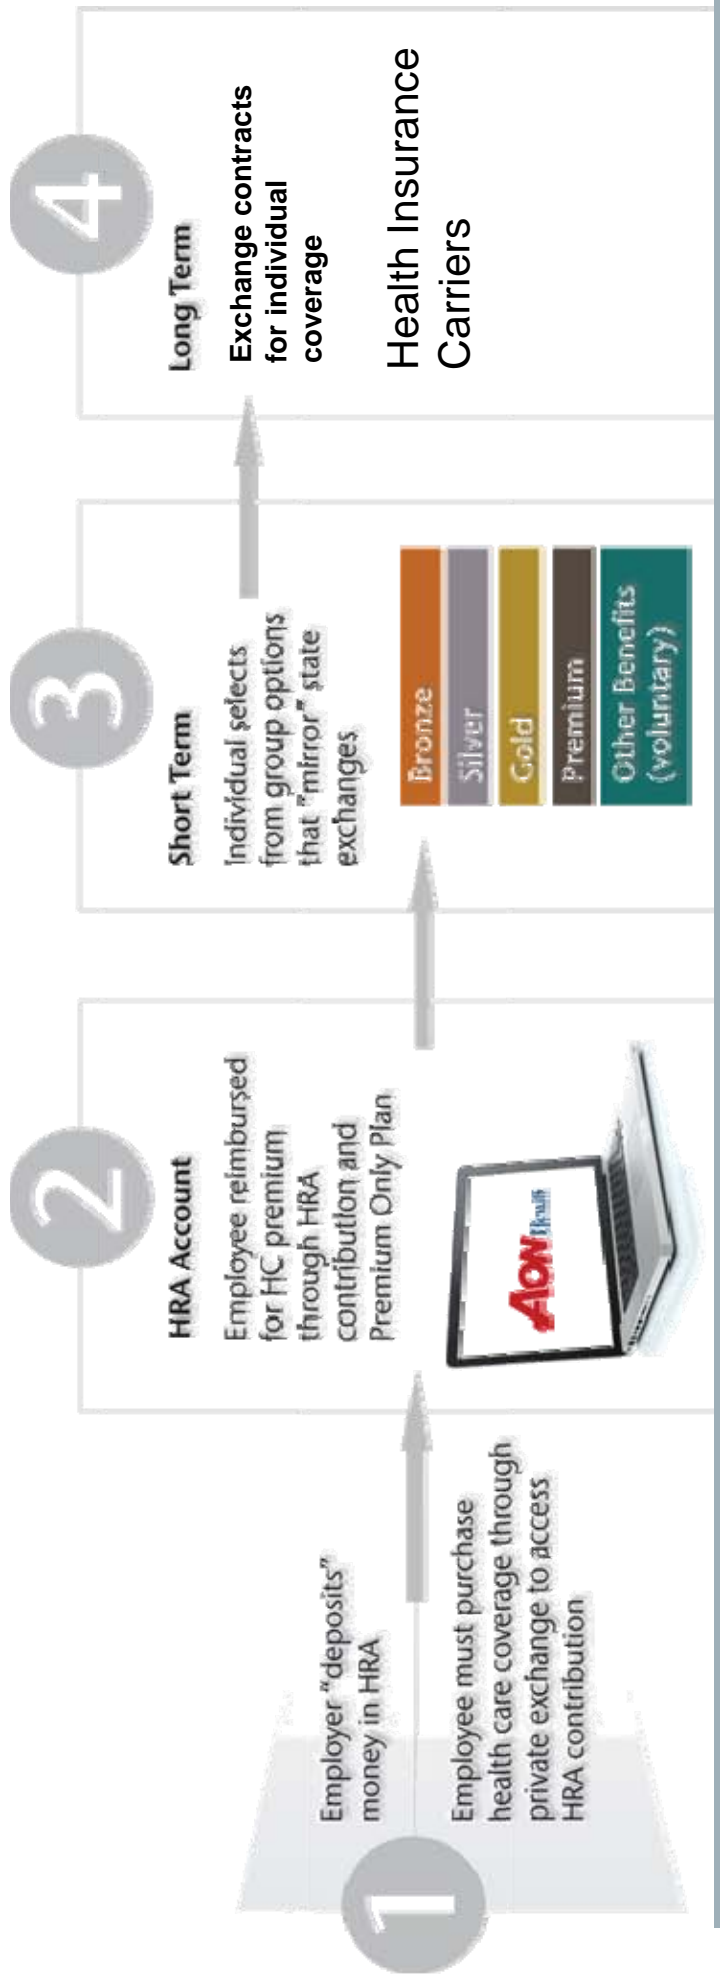 1
Employer “deposits”
money in HRA
Employee must purchase
health care coverage through
private exchange to access
HRA contribution
2
HRA Account
Employee reimbursed
for HC premium
through HRA
contribution and
Premium Only Plan
AON Hewitt
3
Short Term
Individual selects
from group options
that “mirror” state
exchanges
Bronze
Silver
Gold
Premium
Other Benefits
(voluntary)
4
Long Term
Exchange contracts
for individual
coverage
Health Insurance
Carriers